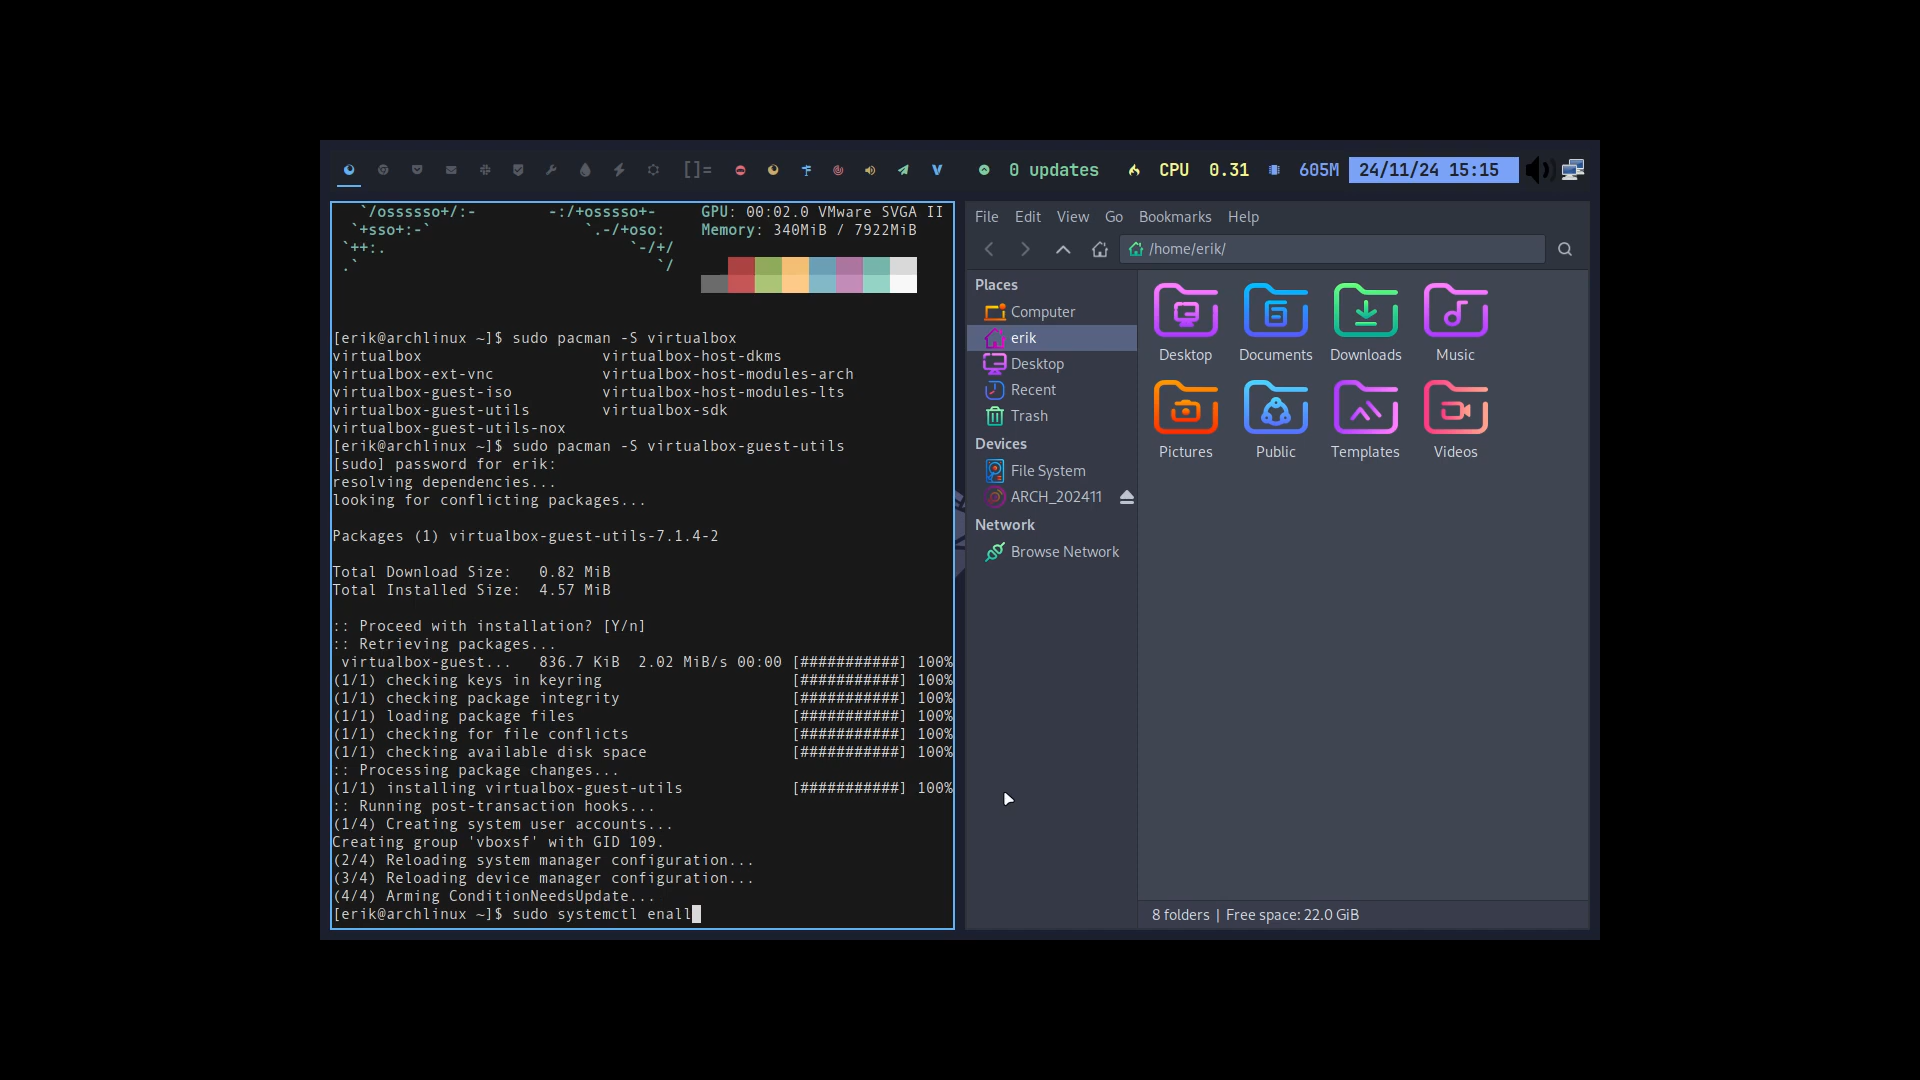 []= 0 updates CPU 0.31 605M 24/11/24 15:15
`/ossssso+/:-        -:/+osssso+-     GPU: 00:02.0 VMware SVGA II
`+sso+:-`                 `.-/+oso:    Memory: 340MiB / 7922MiB
`++:.                           `-/+/
.`                                 `/
[erik@archlinux ~]$ sudo pacman -S virtualbox
virtualbox                    virtualbox-host-dkms
virtualbox-ext-vnc            virtualbox-host-modules-arch
virtualbox-guest-iso          virtualbox-host-modules-lts
virtualbox-guest-utils        virtualbox-sdk
virtualbox-guest-utils-nox
[erik@archlinux ~]$ sudo pacman -S virtualbox-guest-utils
[sudo] password for erik:
resolving dependencies...
looking for conflicting packages...
Packages (1) virtualbox-guest-utils-7.1.4-2
Total Download Size:   0.82 MiB
Total Installed Size:  4.57 MiB
:: Proceed with installation? [Y/n]
:: Retrieving packages...
virtualbox-guest...   836.7 KiB  2.02 MiB/s 00:00 [###########] 100%
(1/1) checking keys in keyring                     [###########] 100%
(1/1) checking package integrity                   [###########] 100%
(1/1) loading package files                        [###########] 100%
(1/1) checking for file conflicts                  [###########] 100%
(1/1) checking available disk space                [###########] 100%
:: Processing package changes...
(1/1) installing virtualbox-guest-utils            [###########] 100%
:: Running post-transaction hooks...
(1/4) Creating system user accounts...
Creating group 'vboxsf' with GID 109.
(2/4) Reloading system manager configuration...
(3/4) Reloading device manager configuration...
(4/4) Arming ConditionNeedsUpdate...
[erik@archlinux ~]$ sudo systemctl enall
File Edit View Go Bookmarks Help
/home/erik/
Places
Computer
erik
Desktop
Recent
Trash
Devices
File System
ARCH_202411
Network
Browse Network
Desktop Documents Downloads Music
Pictures Public Templates Videos
8 folders | Free space: 22.0 GiB